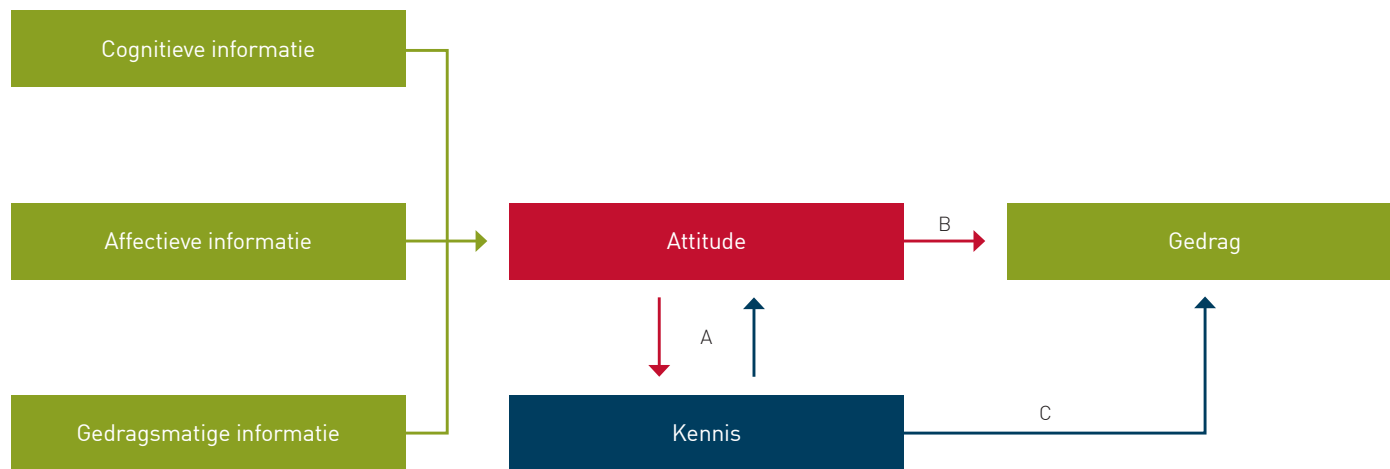 Cognitieve informatie
Affectieve informatie
Attitude
B
Gedrag
A
Gedragsmatige informatie
Kennis
C